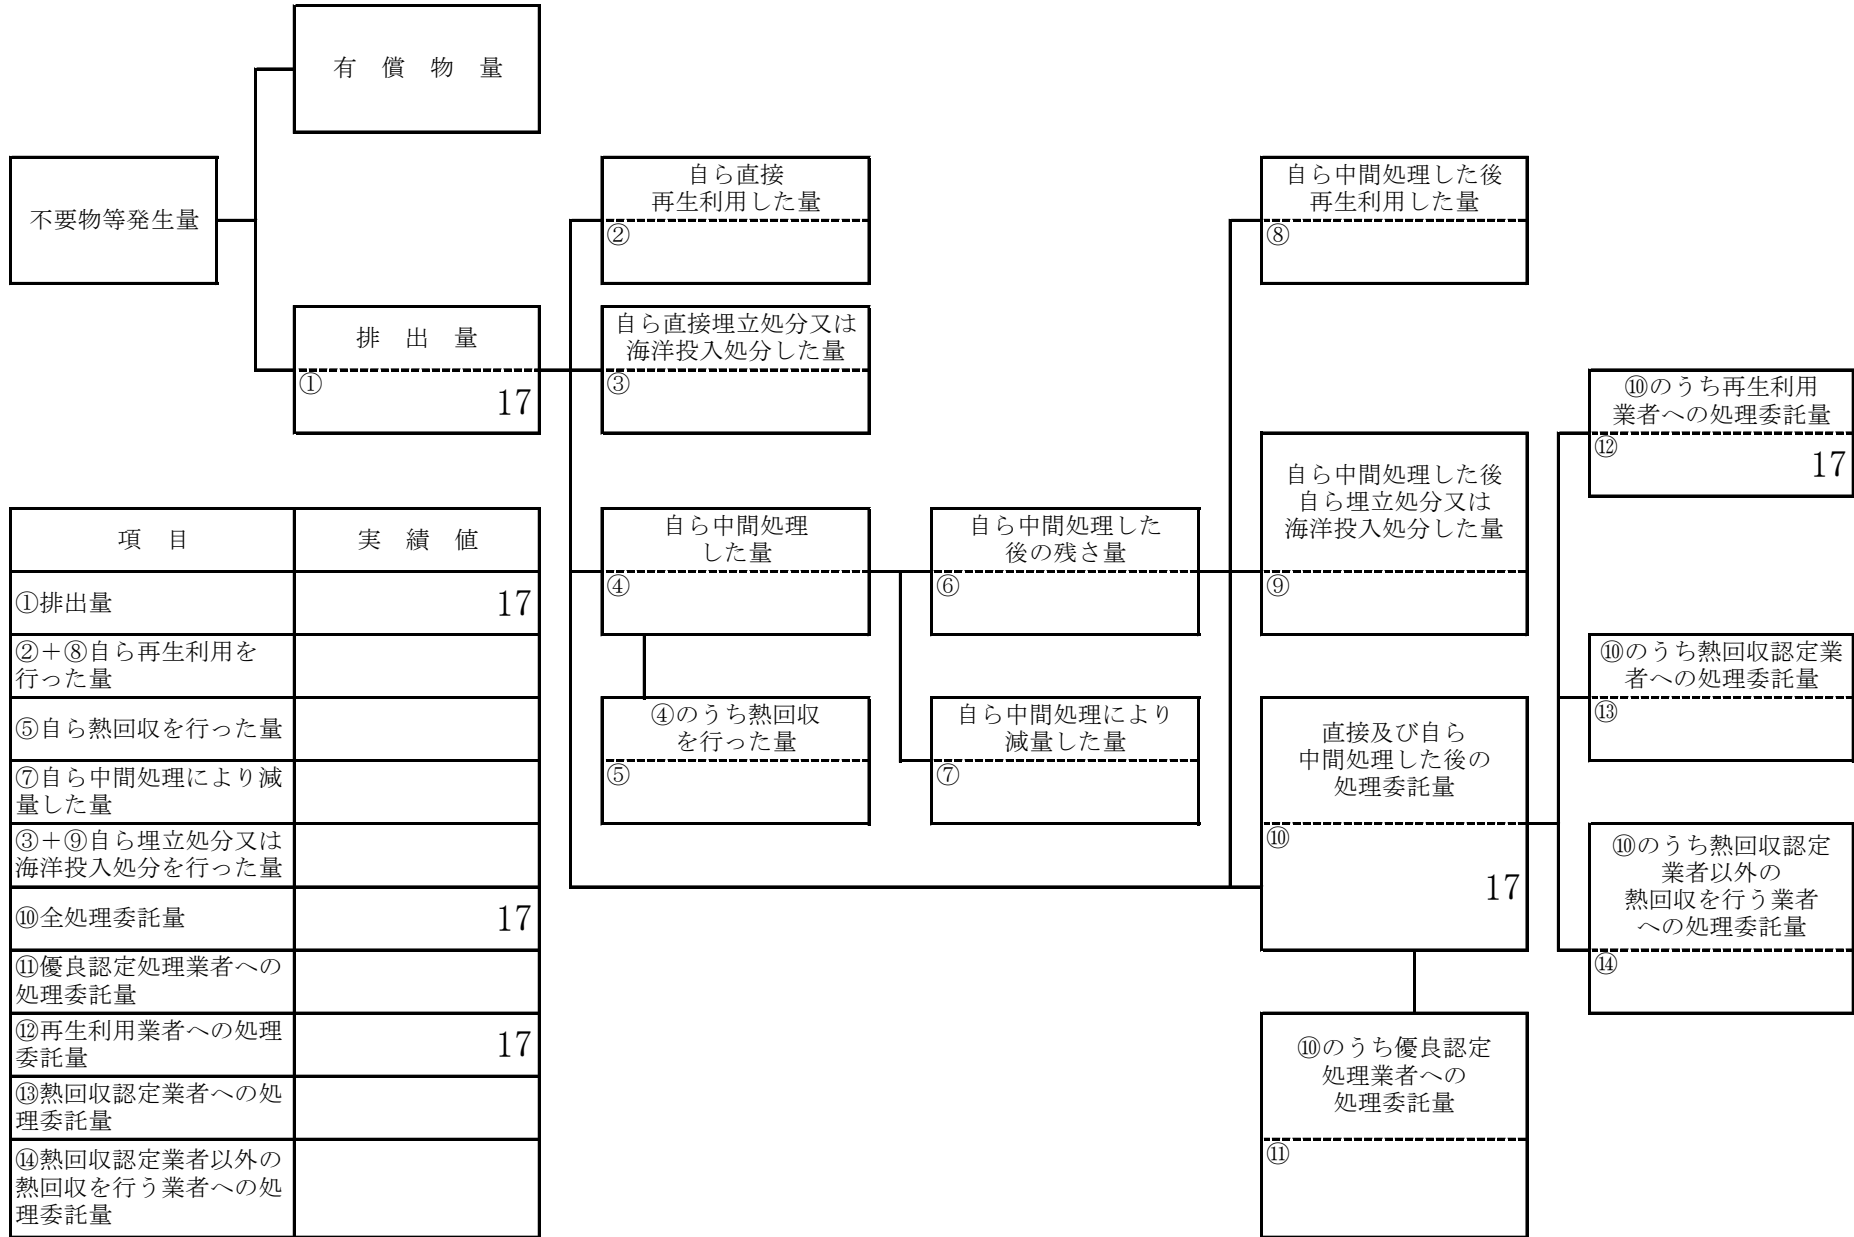 有 償 物 量
不要物等発生量
排 出 量
①
17
自ら直接
再生利用した量
②
自ら直接埋立処分又は
海洋投入処分した量
③
自ら中間処理
した量
④
④のうち熱回収
を行った量
⑤
自ら中間処理した
後の残さ量
⑥
自ら中間処理により
減量した量
⑦
自ら中間処理した後
再生利用した量
⑧
自ら中間処理した後
自ら埋立処分又は
海洋投入処分した量
⑨
直接及び自ら
中間処理した後の
処理委託量
⑩
17
⑩のうち優良認定
処理業者への
処理委託量
⑪
⑩のうち再生利用
業者への処理委託量
⑫
17
⑩のうち熱回収認定業
者への処理委託量
⑬
⑩のうち熱回収認定
業者以外の
熱回収を行う業者
への処理委託量
⑭
項 目 実 績 値
①排出量 17
②+⑧自ら再生利用を
行った量
⑤自ら熱回収を行った量
⑦自ら中間処理により減
量した量
③+⑨自ら埋立処分又は
海洋投入処分を行った量
⑩全処理委託量 17
⑪優良認定処理業者への
処理委託量
⑫再生利用業者への処理
委託量 17
⑬熱回収認定業者への処
理委託量
⑭熱回収認定業者以外の
熱回収を行う業者への処
理委託量